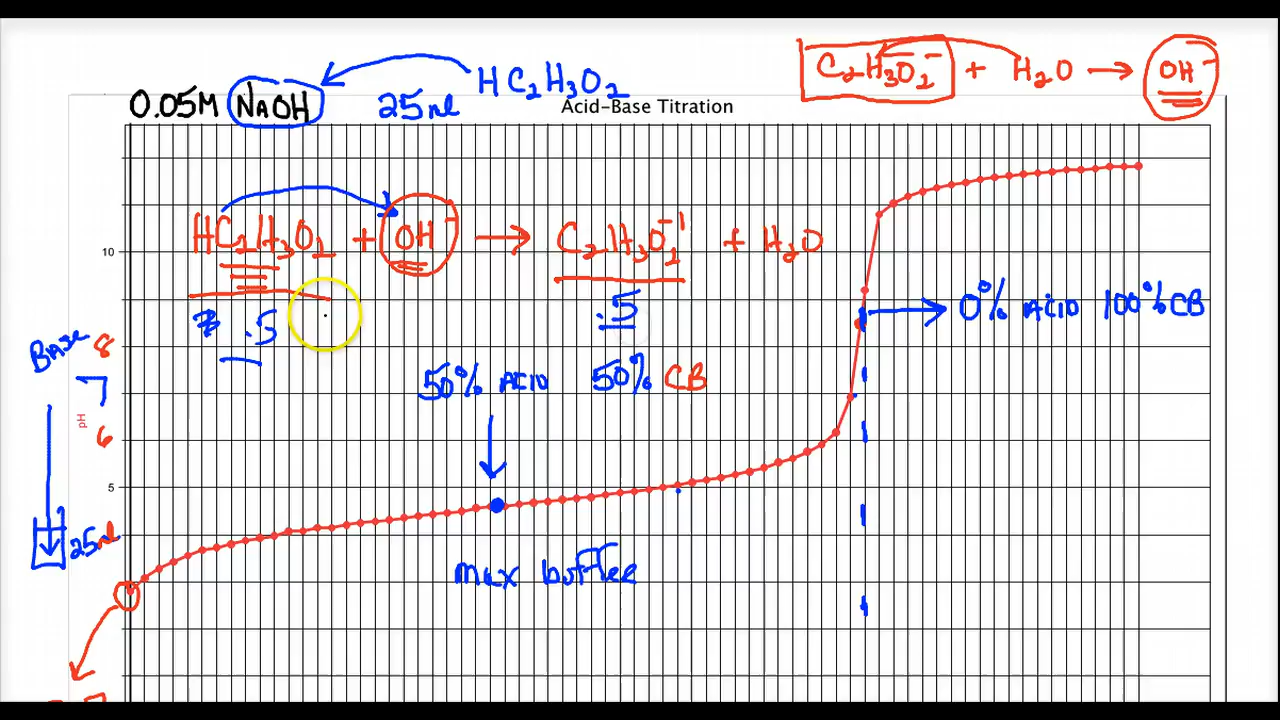 C2H3O2⁻ + H2O → OH⁻
HC2H3O2
0.05M NaOH 25mL
Acid-Base Titration
HC2H3O2 + OH⁻ → C2H3O2⁻¹ + H2O
10
0% ACID 100% CB
.5 .5
BASE 8
7
50% ACID 50% CB
pH
6
5
25mL
max buffer